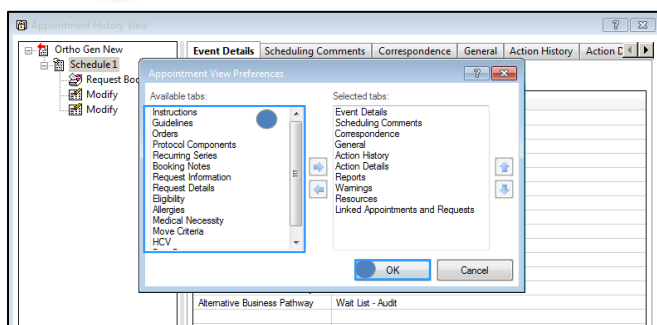 Appointment History View
Ortho Gen New
Schedule 1
Modify
Modify
Event Details
Scheduling Comments
Correspondence
General
Action History
Appointment View Preferences
Available tabs:
Instructions
Guidelines
Orders
Protocol Components
Recurring Series
Booking Notes
Request Information
Request Details
Eligibility
Allergies
Medical Necessity
Move Criteria
HCV
Selected tabs:
Event Details
Scheduling Comments
Correspondence
General
Action History
Action Details
Reports
Warnings
Resources
Linked Appointments and Requests
OK
Cancel
Alternative Business Pathway
Wait List - Audit